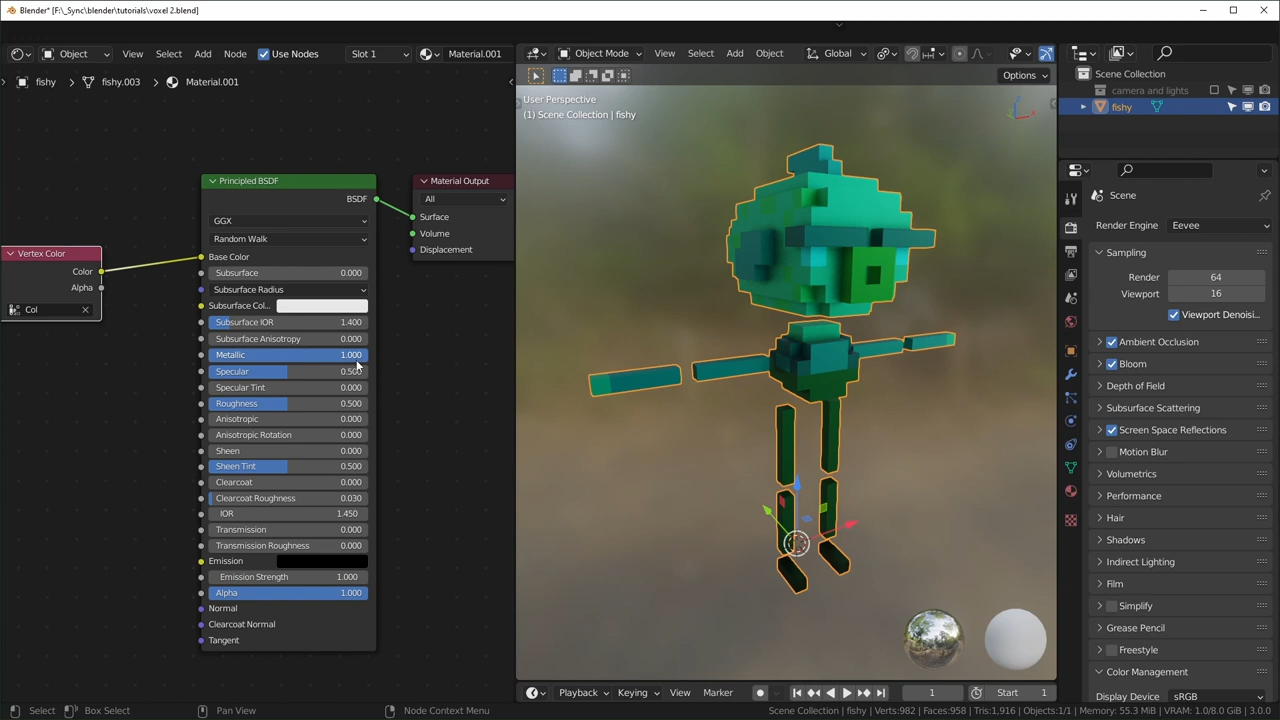 Blender* [F:\_Sync\blender\tutorials\voxel 2.blend]
Object View Select Add Node Use Nodes Slot 1 Material.001
fishy fishy.003 Material.001
Principled BSDF
BSDF
GGX
Random Walk
Base Color
Subsurface 0.000
Subsurface Radius
Subsurface Col...
Subsurface IOR 1.400
Subsurface Anisotropy 0.000
Metallic 1.000
Specular 0.500
Specular Tint 0.000
Roughness 0.500
Anisotropic 0.000
Anisotropic Rotation 0.000
Sheen 0.000
Sheen Tint 0.500
Clearcoat 0.000
Clearcoat Roughness 0.030
IOR 1.450
Transmission 0.000
Transmission Roughness 0.000
Emission
Emission Strength 1.000
Alpha 1.000
Normal
Clearcoat Normal
Tangent
Vertex Color
Color
Alpha
Col
Material Output
All
Surface
Volume
Displacement
Object Mode View Select Add Object Global
Options
User Perspective
(1) Scene Collection | fishy
Playback Keying View Marker 1 Start 1
Scene Collection
camera and lights
fishy
Scene
Render Engine Eevee
Sampling
Render 64
Viewport 16
Viewport Denoisi...
Ambient Occlusion
Bloom
Depth of Field
Subsurface Scattering
Screen Space Reflections
Motion Blur
Volumetrics
Performance
Hair
Shadows
Indirect Lighting
Film
Simplify
Grease Pencil
Freestyle
Color Management
Display Device sRGB
Select Box Select Pan View Node Context Menu
Scene Collection | fishy | Verts:982 | Faces:958 | Tris:1,916 | Objects:1/1 | Memory: 55.3 MiB | VRAM: 1.0/8.0 GiB | 3.0.0